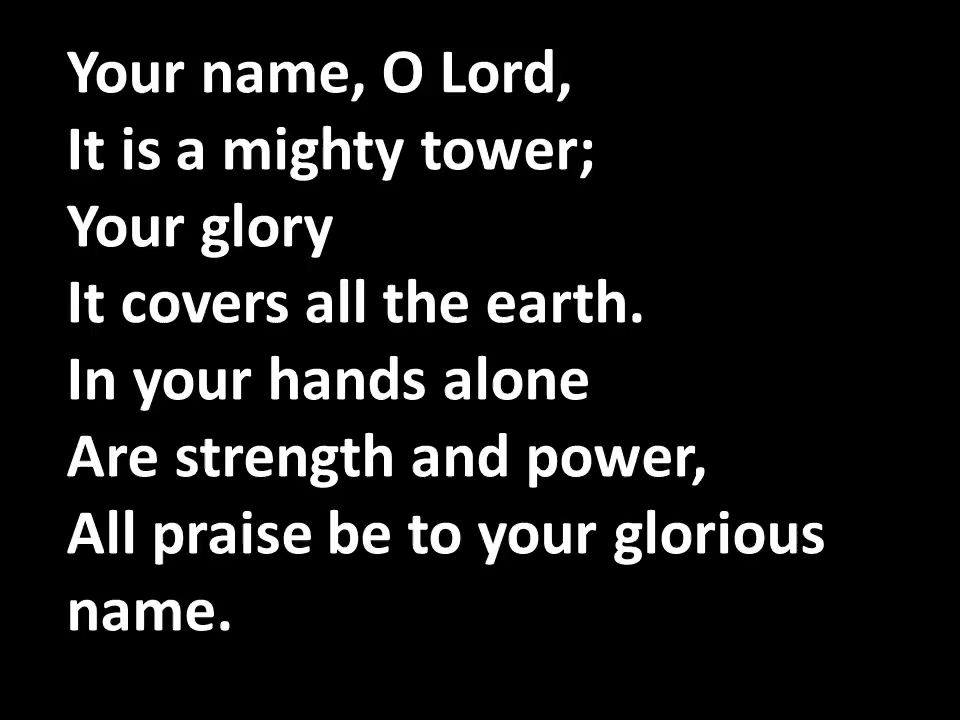 Your name, O Lord,
It is a mighty tower;
Your glory
It covers all the earth.
In your hands alone
Are strength and power,
All praise be to your glorious
name.